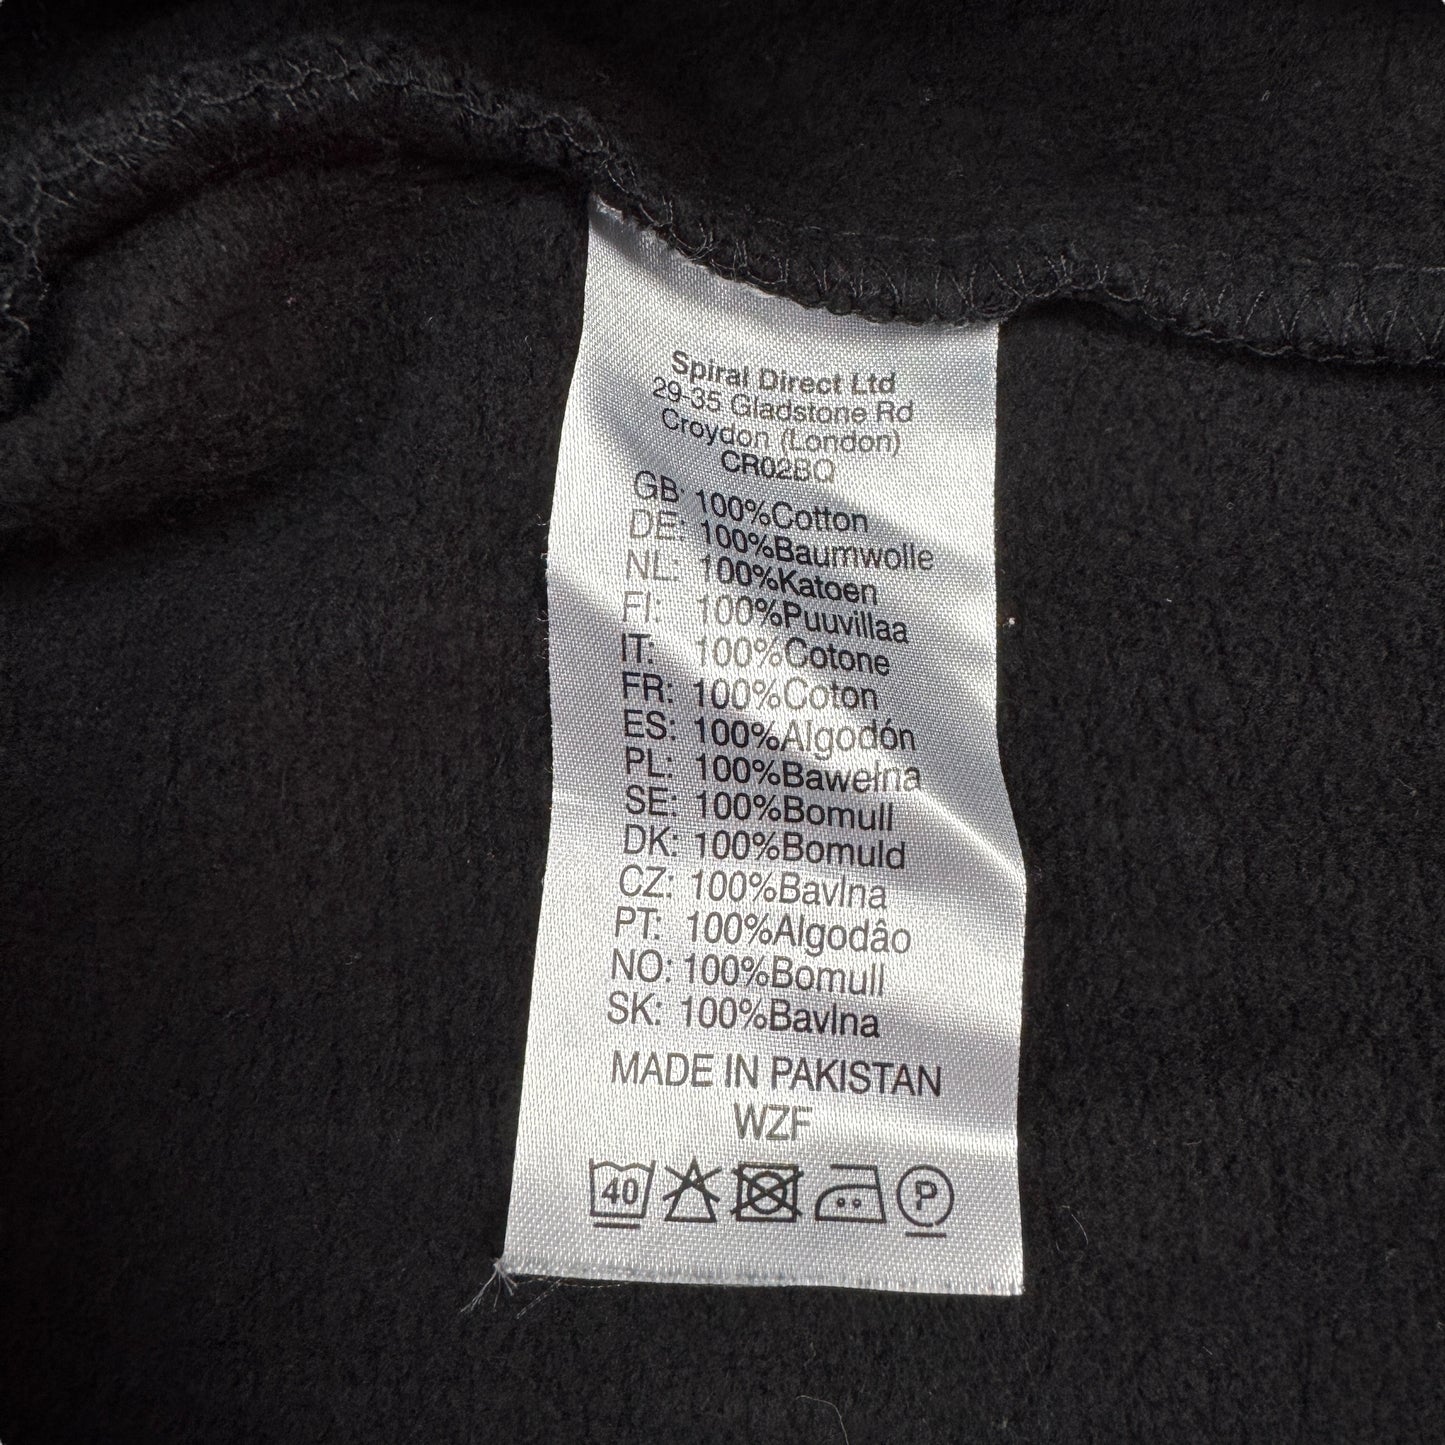 Spiral Direct Ltd
29-35 Gladstone Rd
Croydon (London)
CR02BQ
GB: 100%Cotton
DE: 100%Baumwolle
NL: 100%Katoen
FI: 100%Puuvillaa
IT: 100%Cotone
FR: 100%Coton
ES: 100%Algodón
PL: 100%Bawełna
SE: 100%Bomull
DK: 100%Bomuld
CZ: 100%Bavlna
PT: 100%Algodâo
NO: 100%Bomull
SK: 100%Bavlna
MADE IN PAKISTAN
WZF
40 P